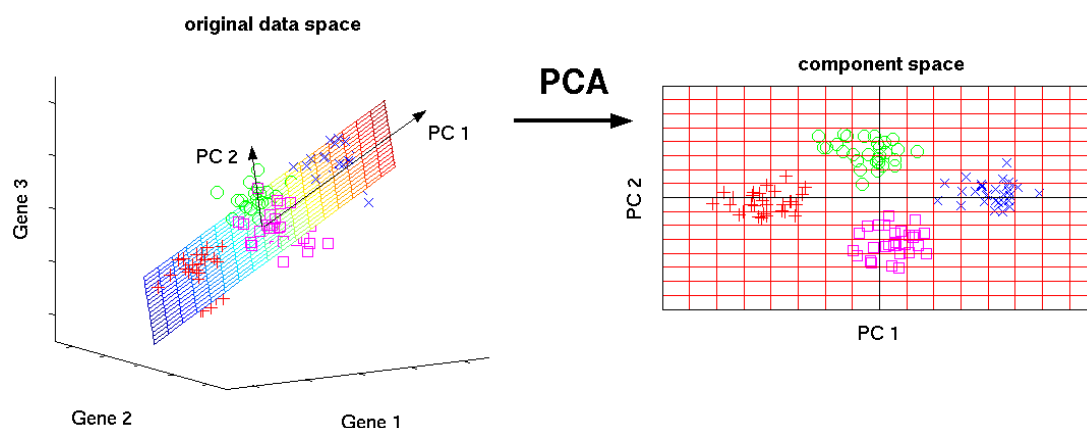 original data space
PCA
component space
PC 1
PC 2
Gene 3
PC 2
Gene 2
Gene 1
PC 1